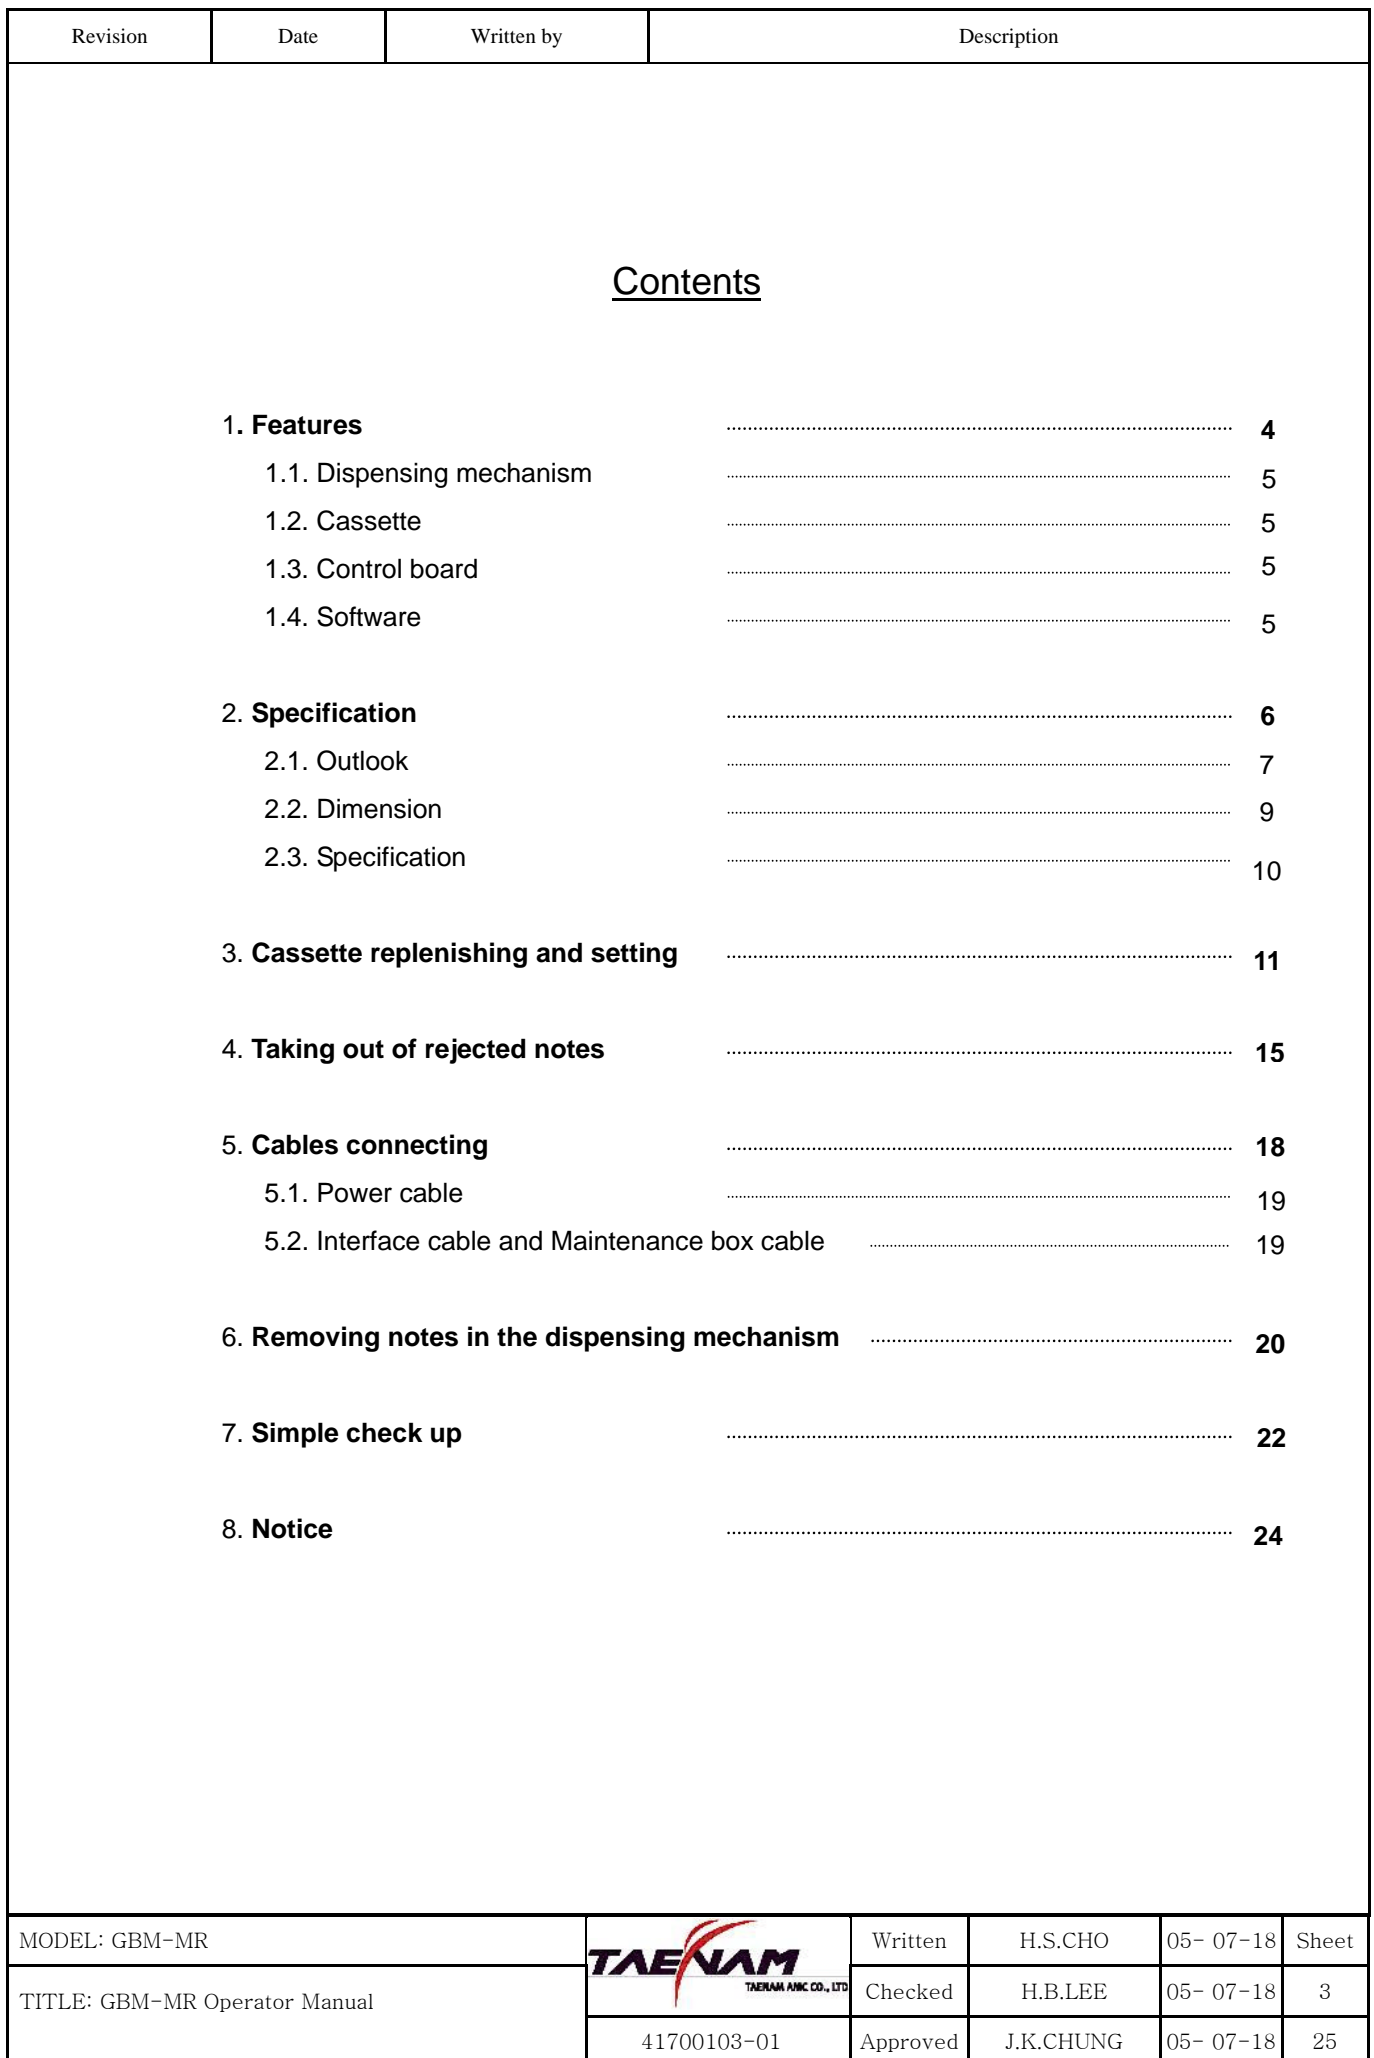 Revision Date Written by Description
Contents
1. Features 4
1.1. Dispensing mechanism 5
1.2. Cassette 5
1.3. Control board 5
1.4. Software 5
2. Specification 6
2.1. Outlook 7
2.2. Dimension 9
2.3. Specification 10
3. Cassette replenishing and setting 11
4. Taking out of rejected notes 15
5. Cables connecting 18
5.1. Power cable 19
5.2. Interface cable and Maintenance box cable 19
6. Removing notes in the dispensing mechanism 20
7. Simple check up 22
8. Notice 24
MODEL: GBM-MR TAENAM Written H.S.CHO 05- 07-18 Sheet
TITLE: GBM-MR Operator Manual TAENAM ANIC CO., LTD Checked H.B.LEE 05- 07-18 3
41700103-01 Approved J.K.CHUNG 05- 07-18 25